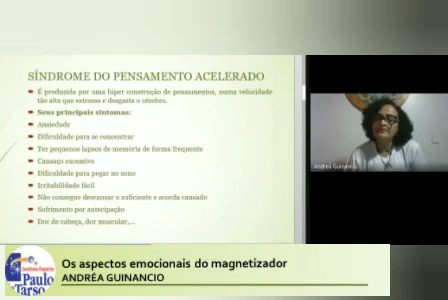 SÍNDROME DO PENSAMENTO ACELERADO
É produzida por uma hiper construção de pensamentos, numa velocidade
tão alta que estressa e desgasta o cérebro.
Seus principais sintomas:
Ansiedade
Dificuldade para se concentrar
Ter pequenos lapsos de memória de forma frequente
Cansaço excessivo
Dificuldade para pegar no sono
Irritabilidade fácil
Não consegue descansar o suficiente e acorda cansado
Sofrimento por antecipação
Dor de cabeça, dor muscular,...
Andréa Guinancio
Os aspectos emocionais do magnetizador
ANDRÉA GUINANCIO
Paulo
Tarso